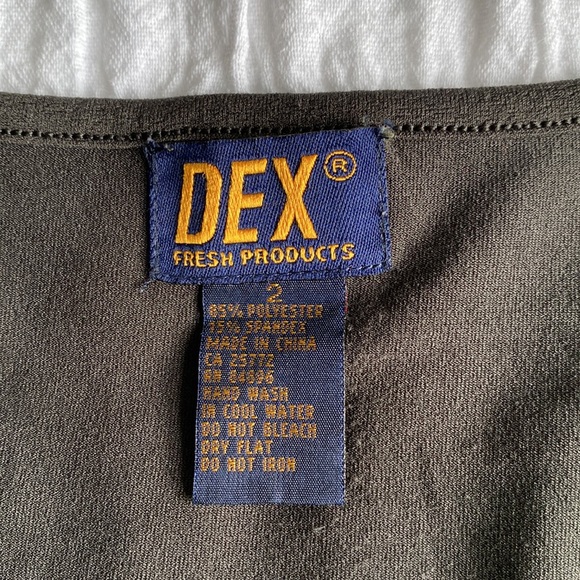 DEX®
FRESH PRODUCTS
2
85% POLYESTER
15% SPANDEX
MADE IN CHINA
CA 25772
RN 84896
HAND WASH
IN COOL WATER
DO NOT BLEACH
DRY FLAT
DO NOT IRON